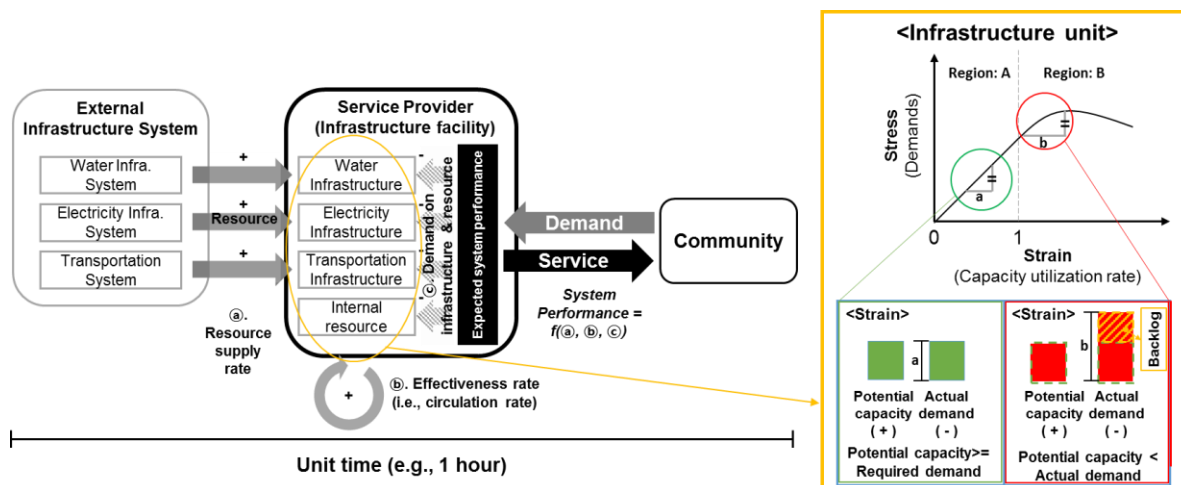 External
Infrastructure System
Water Infra.
System
Electricity Infra.
System
Transportation
System
+
+
Resource
+
ⓐ.
Resource
supply
rate
Service Provider
(Infrastructure facility)
Water
Infrastructure
Electricity
Infrastructure
Transportation
Infrastructure
Internal
resource
-
-
-
-
ⓒ. Demand on
infrastructure & resource
Expected system performance
+
ⓑ. Effectiveness rate
(i.e., circulation rate)
Demand
Service
System
Performance =
f(ⓐ, ⓑ, ⓒ)
Community
Unit time (e.g., 1 hour)
<Infrastructure unit>
Region: A
Region: B
Stress
(Demands)
=
a
=
b
0
1
Strain
(Capacity utilization rate)
<Strain>
a
Potential
capacity
( + )
Actual
demand
( - )
Potential capacity>=
Required demand
<Strain>
b
Backlog
Potential
capacity
( + )
Actual
demand
( - )
Potential capacity <
Actual demand